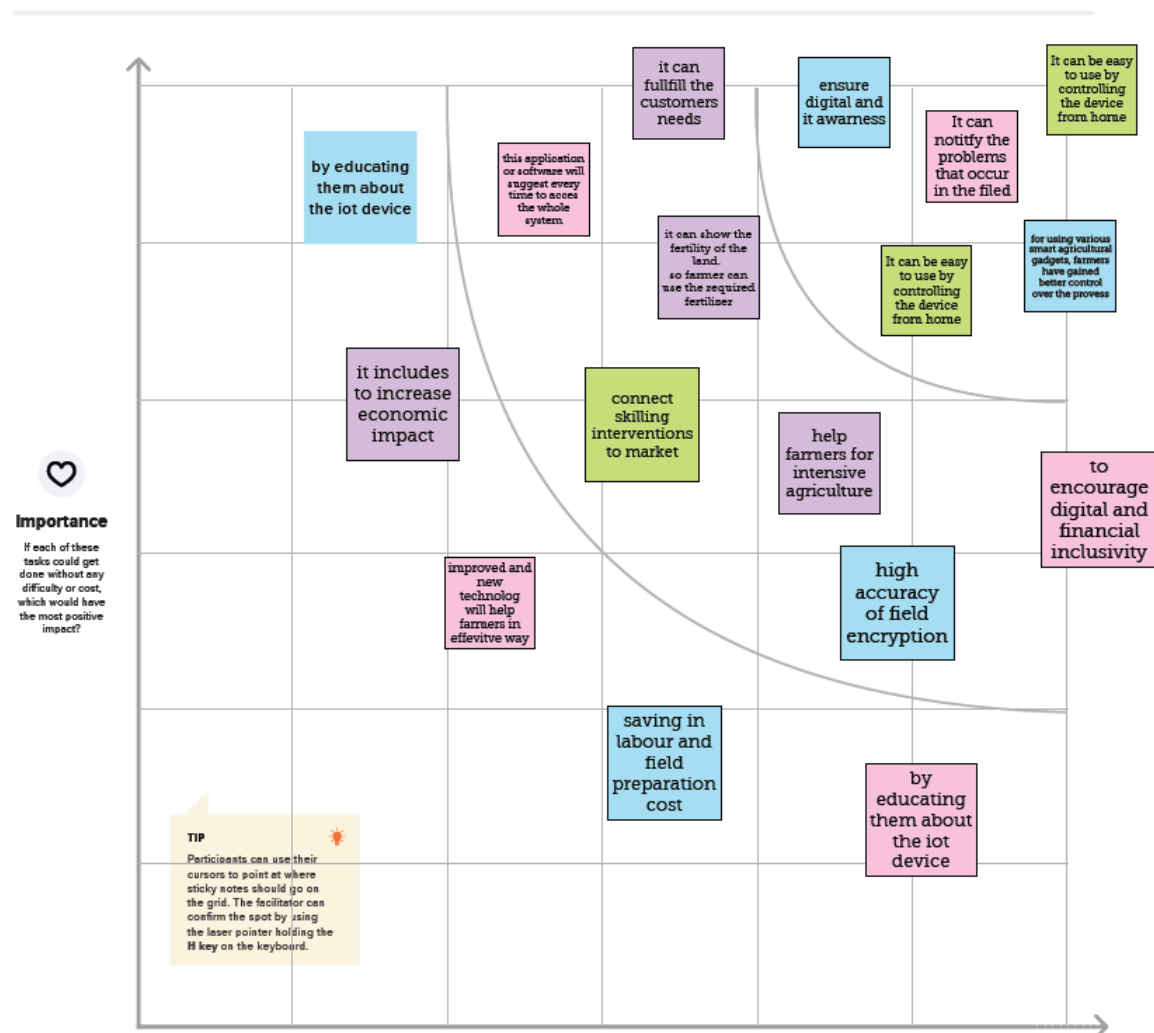 it can
fullfill the
customers
needs
ensure
digital and
it awarness
It can be easy
to use by
controlling
the device
from home
It can
notitfy the
problems
that occur
in the filed
by educating
them about
the iot device
this application
or software will
suggest every
time to acces
the whole
system
it can show the
fertility of the
land.
so farmer can
use the required
fertilizer
It can be easy
to use by
controlling
the device
from home
for using various
smart agricultural
gadgets, farmers
have gained
better control
over the provess
it includes
to increase
economic
impact
connect
skilling
interventions
to market
help
farmers for
intensive
agriculture
to
encourage
digital and
financial
inclusivity
Importance
If each of these
tasks could get
done without any
difficulty or cost,
which would have
the most positive
impact?
improved and
new
technolog
will help
farmers in
effevitve way
high
accuracy
of field
encryption
saving in
labour and
field
preparation
cost
by
educating
them about
the iot
device
TIP
Participants can use their
cursors to point at where
sticky notes should go on
the grid. The facilitator can
confirm the spot by using
the laser pointer holding the
H key on the keyboard.